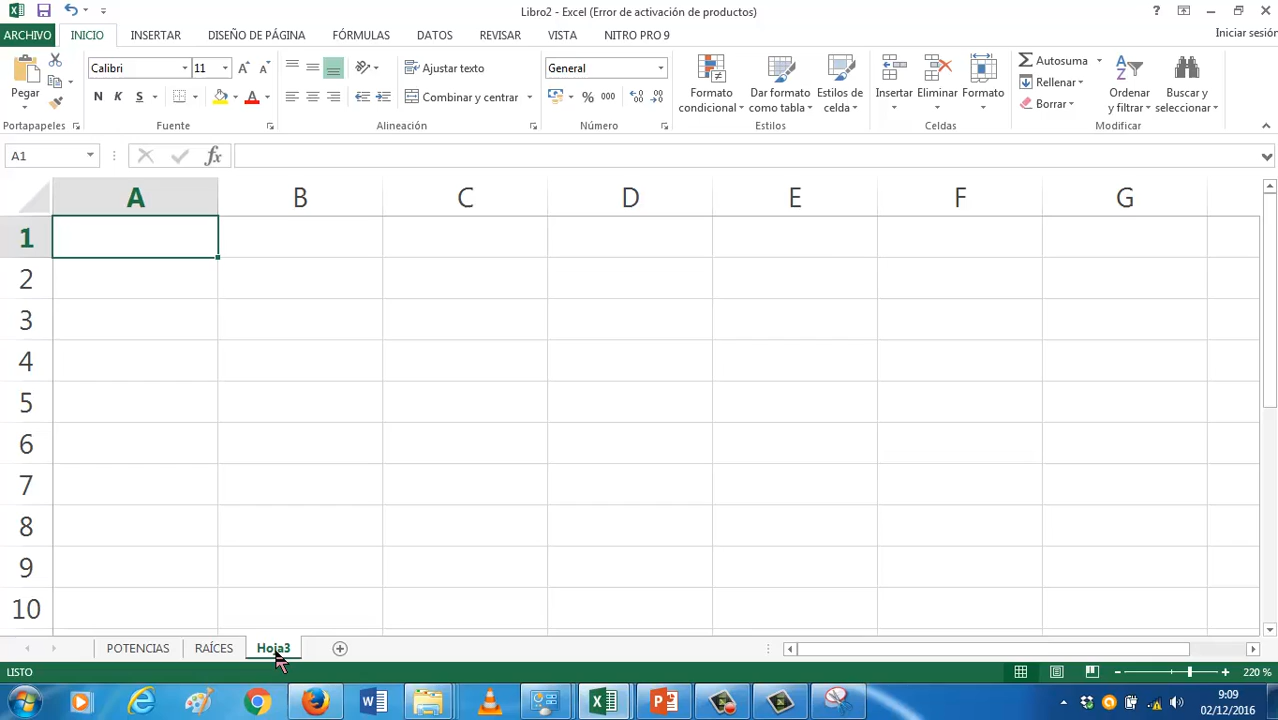 Libro2 - Excel (Error de activación de productos)
ARCHIVO INICIO INSERTAR DISEÑO DE PÁGINA FÓRMULAS DATOS REVISAR VISTA NITRO PRO 9 Iniciar sesión
Pegar
Portapapeles
Calibri 11
N K S
Fuente
Ajustar texto
Combinar y centrar
Alineación
General
% 000
Número
Formato condicional
Dar formato como tabla
Estilos de celda
Estilos
Insertar
Eliminar
Formato
Celdas
Autosuma
Rellenar
Borrar
Ordenar y filtrar
Buscar y seleccionar
Modificar
A1
fx
A B C D E F G
1
2
3
4
5
6
7
8
9
10
POTENCIAS RAÍCES Hoja3
LISTO 220 %
9:09
02/12/2016